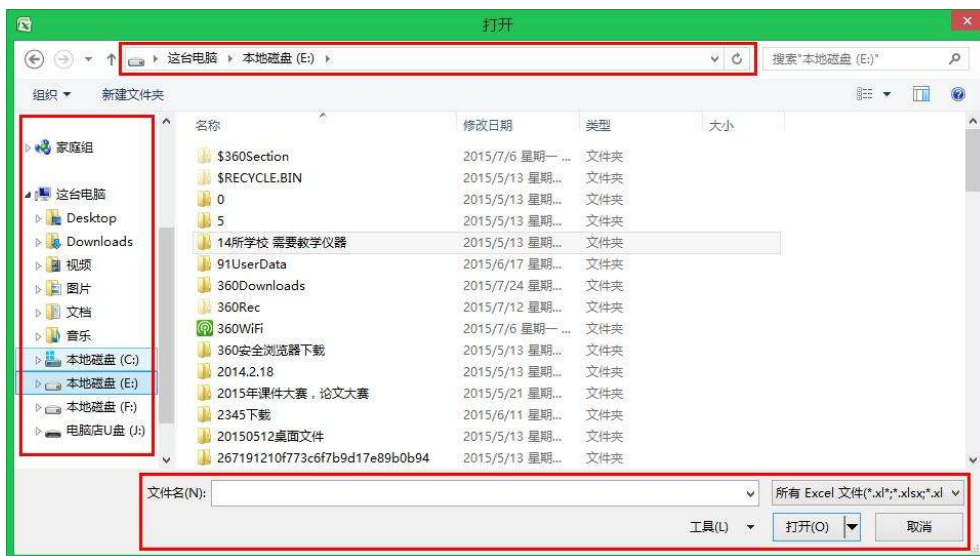 打开
这台电脑 本地磁盘 (E:)
搜索"本地磁盘 (E:)"
组织 新建文件夹
名称 修改日期 类型 大小
家庭组
这台电脑
Desktop
Downloads
视频
图片
文档
音乐
本地磁盘 (C:)
本地磁盘 (E:)
本地磁盘 (F:)
电脑店U盘 (J:)
$360Section 2015/7/6 星期一 ... 文件夹
$RECYCLE.BIN 2015/5/13 星期... 文件夹
0 2015/5/13 星期... 文件夹
5 2015/5/13 星期... 文件夹
14所学校 需要教学仪器 2015/5/13 星期... 文件夹
91UserData 2015/6/17 星期... 文件夹
360Downloads 2015/7/24 星期... 文件夹
360Rec 2015/7/12 星期... 文件夹
360WiFi 2015/7/6 星期一 ... 文件夹
360安全浏览器下载 2015/5/13 星期... 文件夹
2014.2.18 2015/5/13 星期... 文件夹
2015年课件大赛，论文大赛 2015/5/21 星期... 文件夹
2345下载 2015/6/11 星期... 文件夹
20150512桌面文件 2015/5/13 星期... 文件夹
267191210f773c6f7b9d17e89b0b94 2015/5/13 星期... 文件夹
文件名(N): 所有 Excel 文件(*.xl*;*.xlsx;*.xl
工具(L) 打开(O) 取消